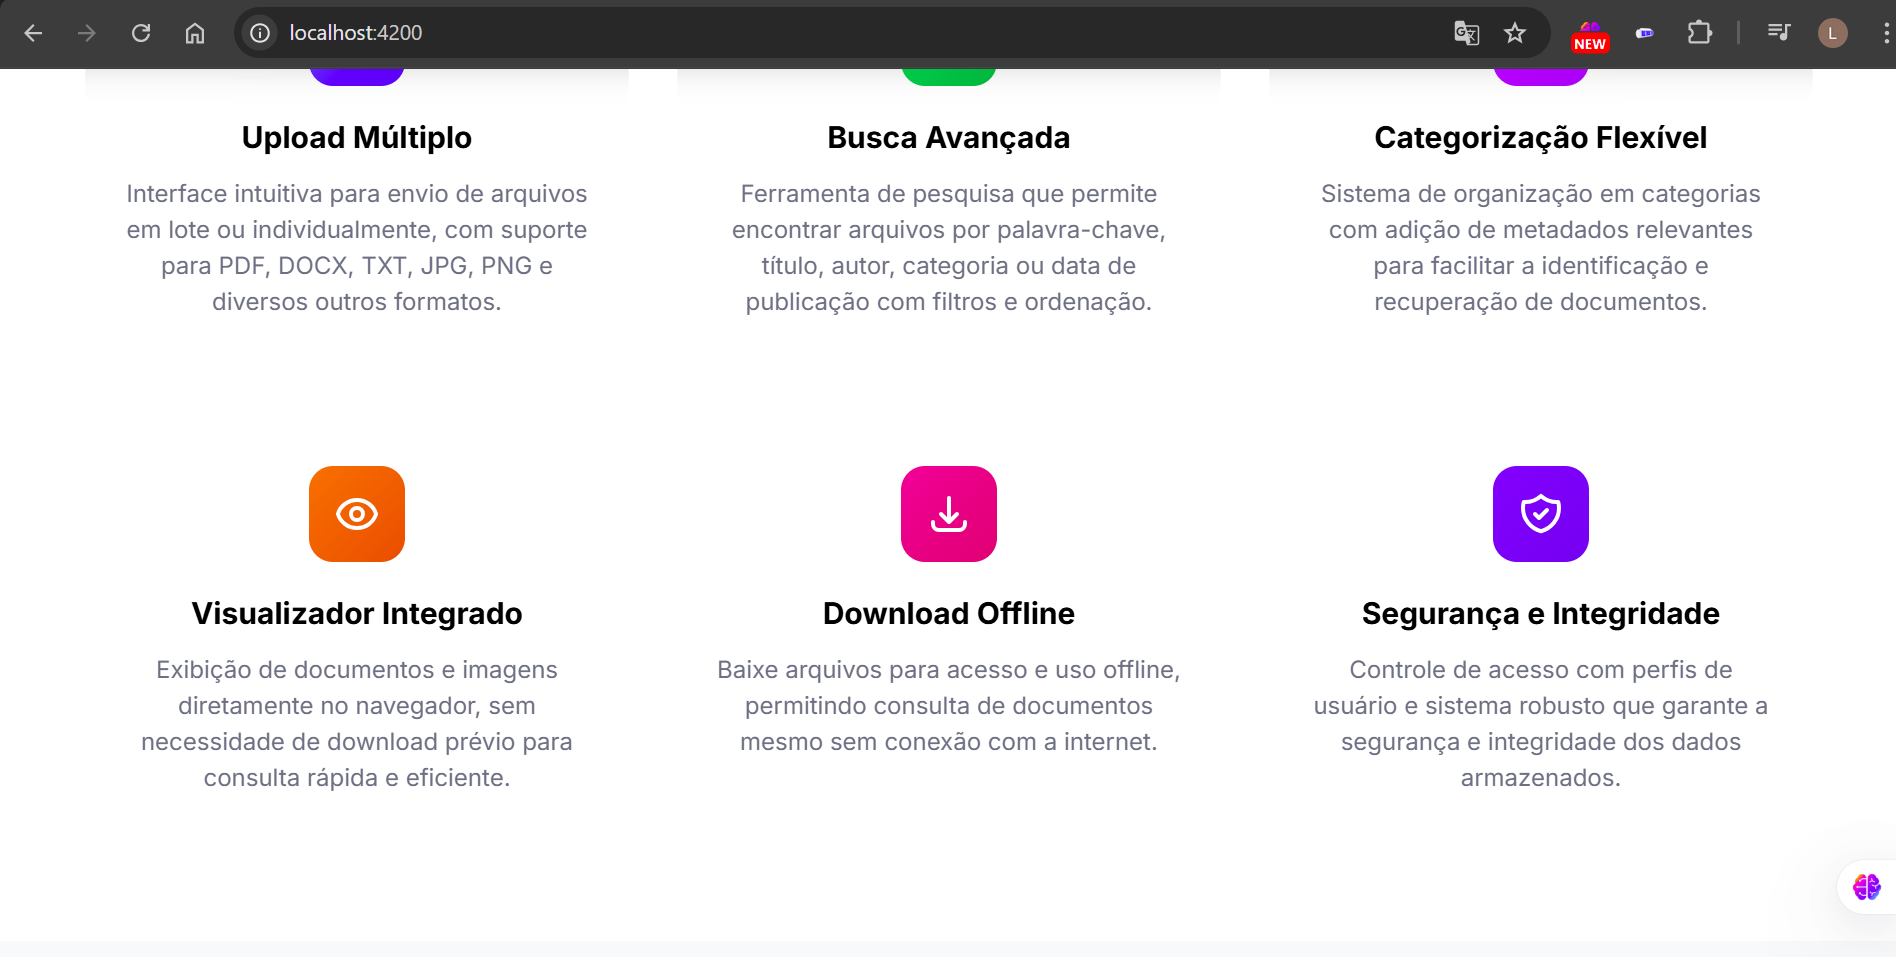 localhost:4200
NEW
L
Upload Múltiplo
Interface intuitiva para envio de arquivos
em lote ou individualmente, com suporte
para PDF, DOCX, TXT, JPG, PNG e
diversos outros formatos.
Busca Avançada
Ferramenta de pesquisa que permite
encontrar arquivos por palavra-chave,
título, autor, categoria ou data de
publicação com filtros e ordenação.
Categorização Flexível
Sistema de organização em categorias
com adição de metadados relevantes
para facilitar a identificação e
recuperação de documentos.
Visualizador Integrado
Exibição de documentos e imagens
diretamente no navegador, sem
necessidade de download prévio para
consulta rápida e eficiente.
Download Offline
Baixe arquivos para acesso e uso offline,
permitindo consulta de documentos
mesmo sem conexão com a internet.
Segurança e Integridade
Controle de acesso com perfis de
usuário e sistema robusto que garante a
segurança e integridade dos dados
armazenados.